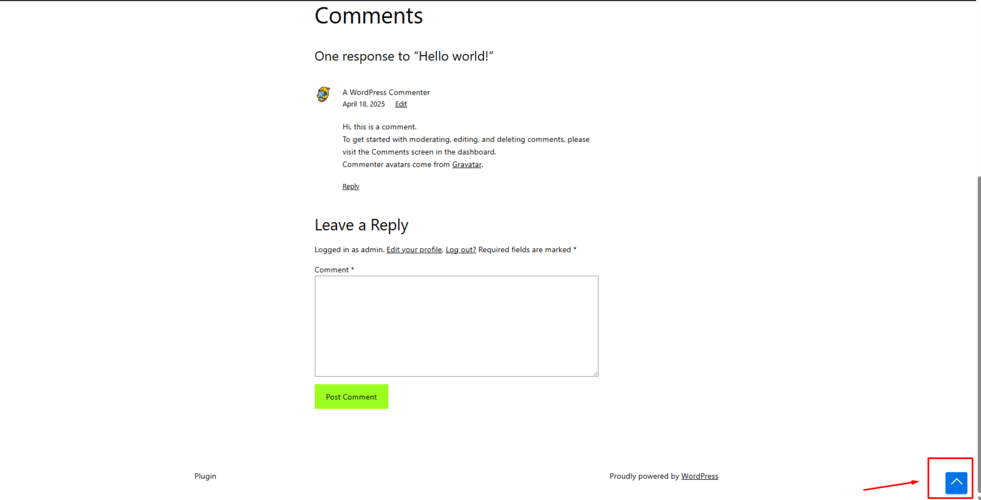 Comments
One response to “Hello world!”
A WordPress Commenter
April 18, 2025 Edit
Hi, this is a comment.
To get started with moderating, editing, and deleting comments, please
visit the Comments screen in the dashboard.
Commenter avatars come from Gravatar.
Reply
Leave a Reply
Logged in as admin. Edit your profile. Log out? Required fields are marked *
Comment *
Post Comment
Plugin Proudly powered by WordPress